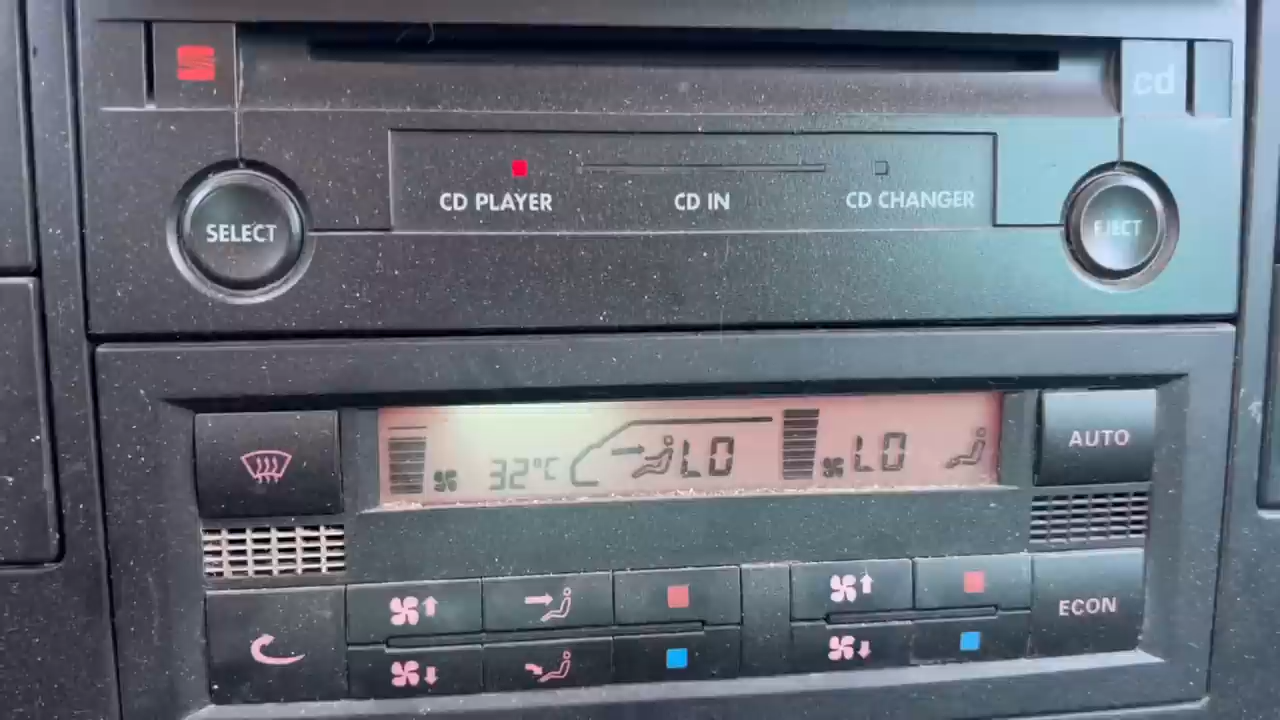 cd
CD PLAYER
CD IN
CD CHANGER
SELECT
EJECT
32°C
LO
LO
AUTO
ECON